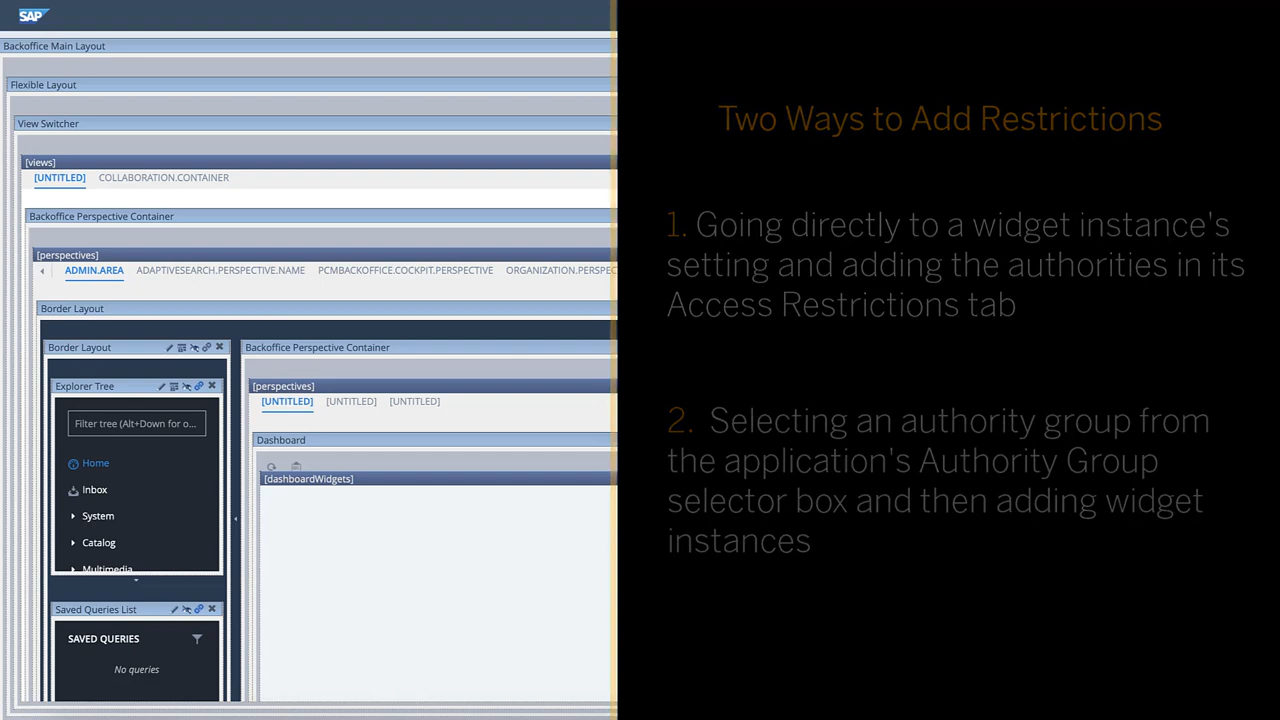 SAP
Backoffice Main Layout
Flexible Layout
View Switcher
[views]
[UNTITLED] COLLABORATION.CONTAINER
Backoffice Perspective Container
[perspectives]
ADMIN.AREA ADAPTIVESEARCH.PERSPECTIVE.NAME PCMBACKOFFICE.COCKPIT.PERSPECTIVE ORGANIZATION.PERSPEC
Border Layout
Border Layout
Explorer Tree
Filter tree (Alt+Down for o...
Home
Inbox
System
Catalog
Multimedia
Saved Queries List
SAVED QUERIES
No queries
Backoffice Perspective Container
[perspectives]
[UNTITLED] [UNTITLED] [UNTITLED]
Dashboard
[dashboardWidgets]
Two Ways to Add Restrictions
1. Going directly to a widget instance's
setting and adding the authorities in its
Access Restrictions tab
2. Selecting an authority group from
the application's Authority Group
selector box and then adding widget
instances